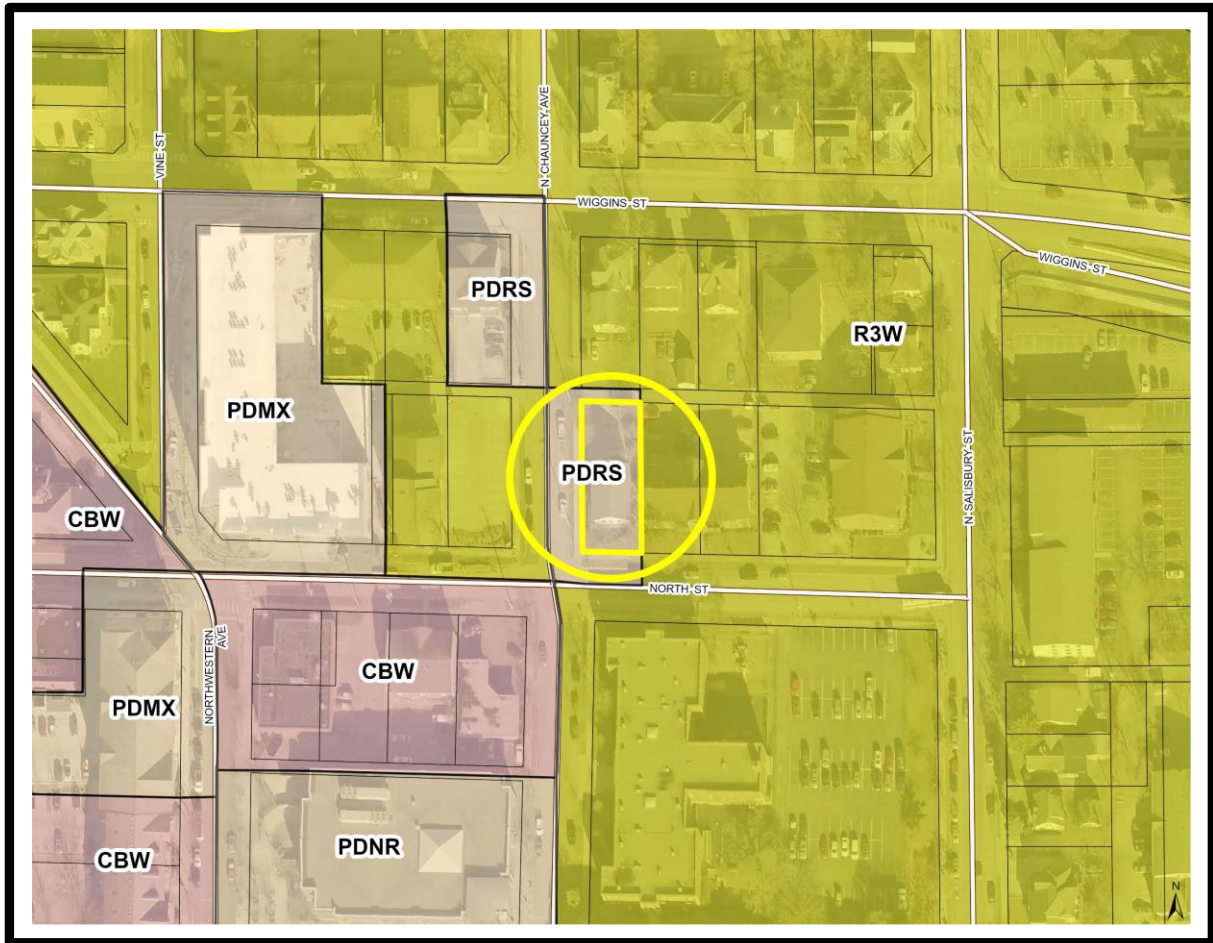 VINE ST
N CHAUNCEY AVE
WIGGINS ST
WIGGINS ST
PDRS
R3W
PDMX
PDRS
N SALISBURY ST
CBW
NORTH ST
NORTHWESTERN
AVE
CBW
PDMX
PDNR
CBW
N